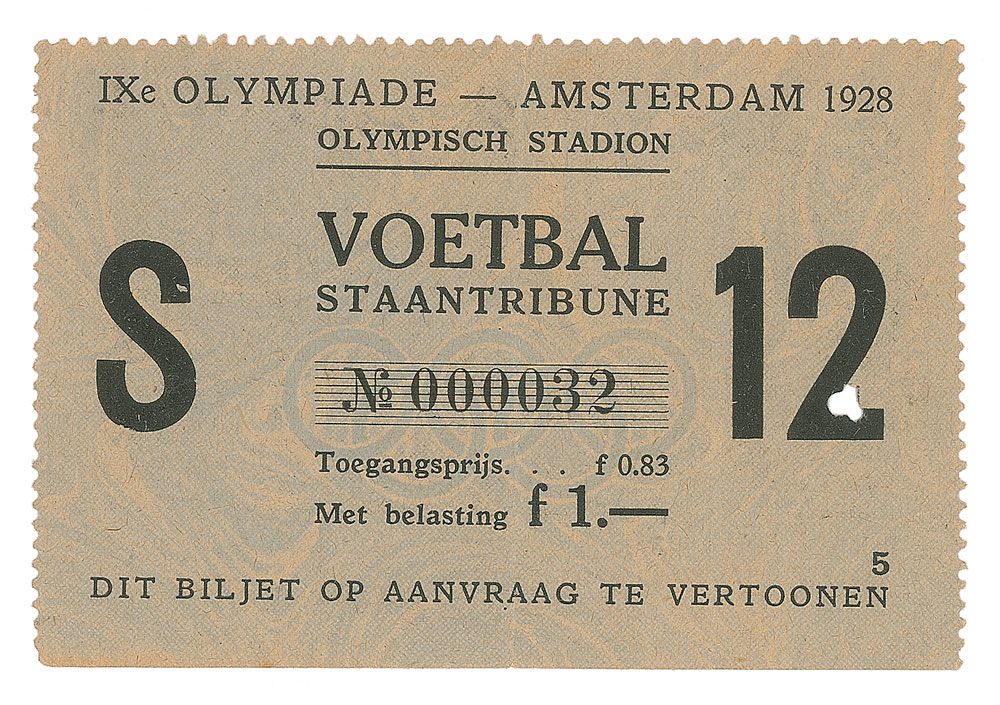 IXe OLYMPIADE — AMSTERDAM 1928
OLYMPISCH STADION
VOETBAL
STAANTRIBUNE
S
12
№ 000032
Toegangsprijs. . . f 0.83
Met belasting f 1.—
5
DIT BILJET OP AANVRAAG TE VERTOONEN